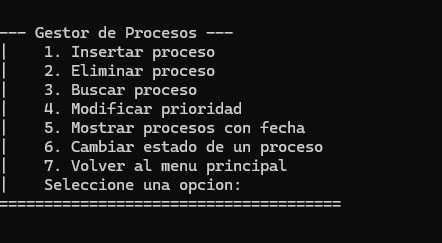 --- Gestor de Procesos ---
|    1. Insertar proceso
|    2. Eliminar proceso
|    3. Buscar proceso
|    4. Modificar prioridad
|    5. Mostrar procesos con fecha
|    6. Cambiar estado de un proceso
|    7. Volver al menu principal
|    Seleccione una opcion:
======================================